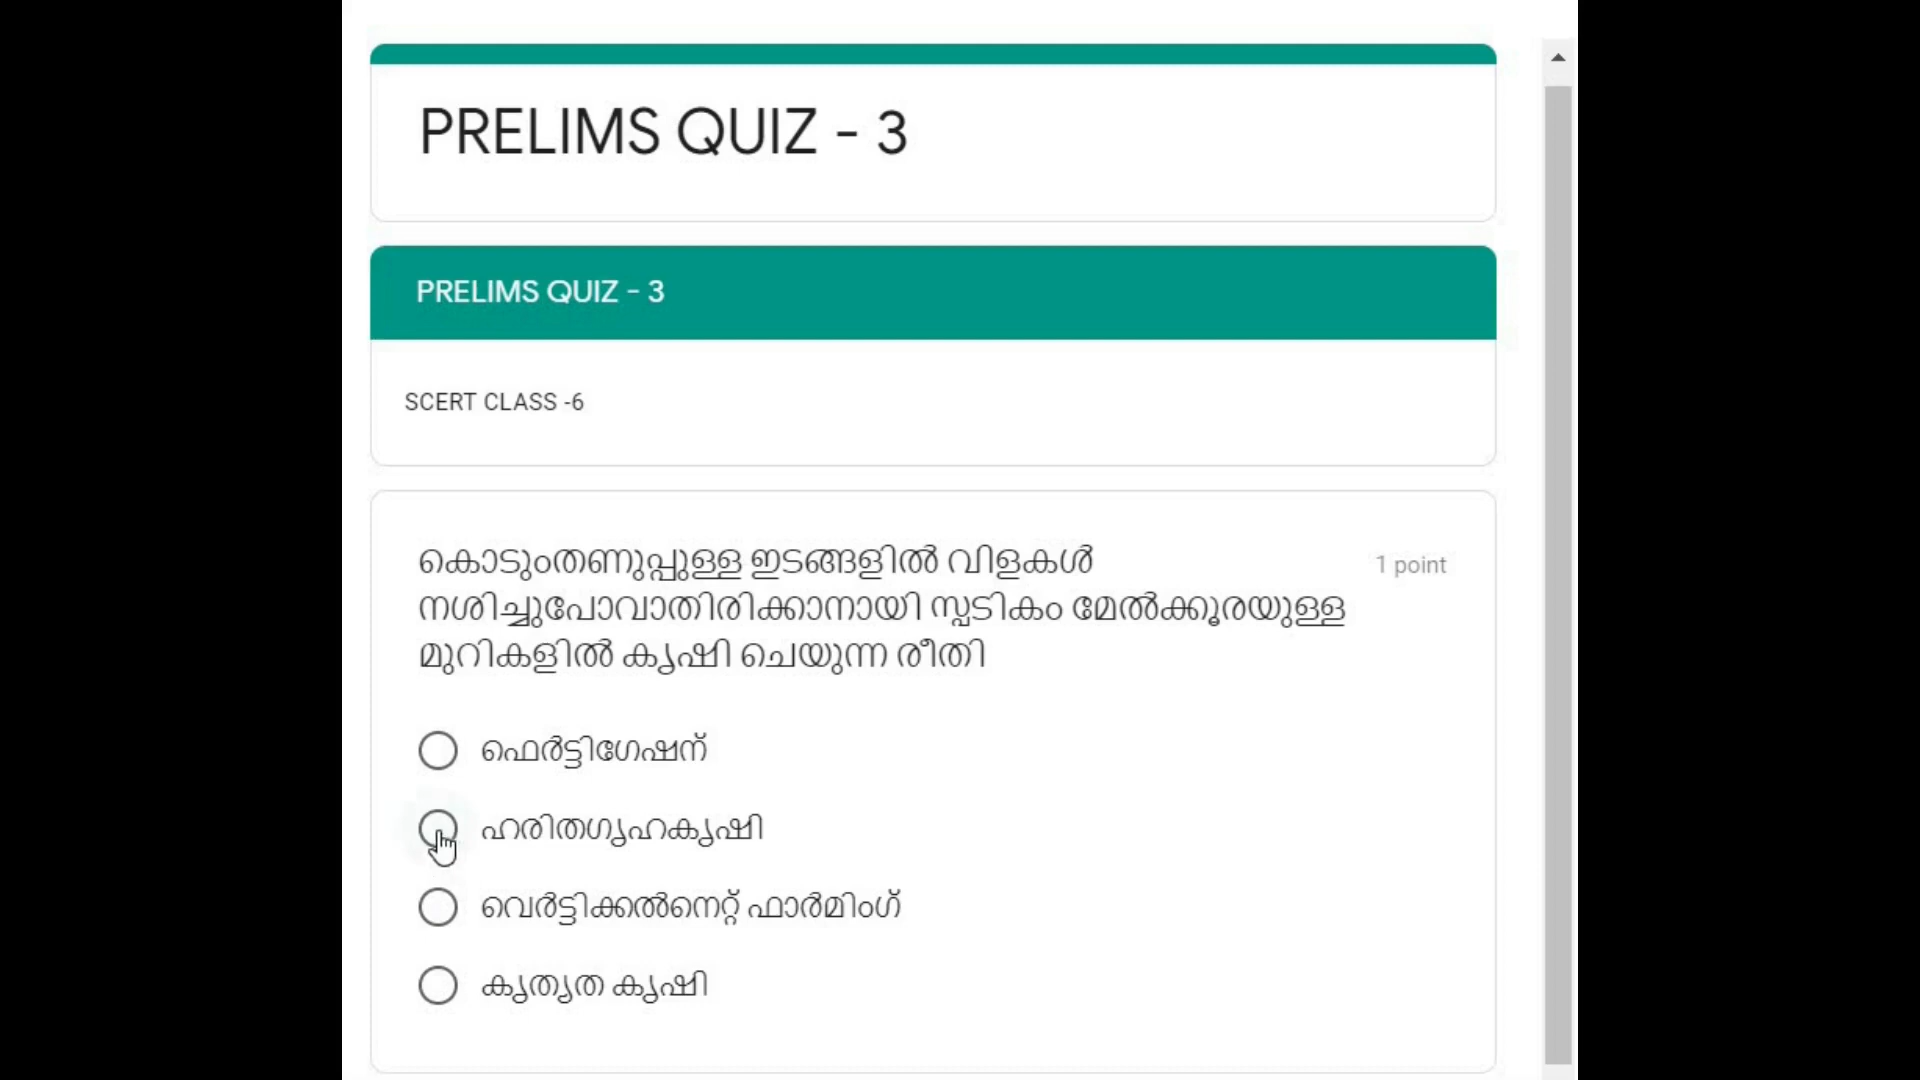 PRELIMS QUIZ - 3
PRELIMS QUIZ - 3
SCERT CLASS -6
കൊടുംതണുപ്പുള്ള ഇടങ്ങളിൽ വിളകൾ
1 point
നശിച്ചുപോവാതിരിക്കാനായി സ്പടികം മേൽക്കൂരയുള്ള
മുറികളിൽ കൃഷി ചെയുന്ന രീതി
ഫെർട്ടിഗേഷന്
ഹരിതഗൃഹകൃഷി
വെർട്ടിക്കൽനെറ്റ് ഫാർമിംഗ്
കൃത്യത കൃഷി